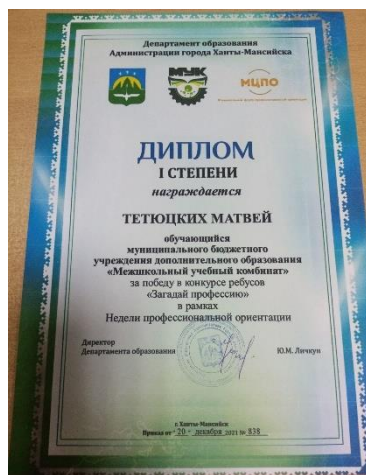 Департамент образования
Администрации города Ханты-Мансийска
МУК
МЦПО
ДИПЛОМ
I СТЕПЕНИ
награждается
ТЕТЮЦКИХ МАТВЕЙ
обучающийся
муниципального бюджетного
учреждения дополнительного образования
«Межшкольный учебный комбинат»
за победу в конкурсе ребусов
«Загадай профессию»
в рамках
Недели профессиональной ориентации
Директор
Департамента образования Ю.М. Личкун
г. Ханты-Мансийск
Приказ от "20" декабря 2021 № 838